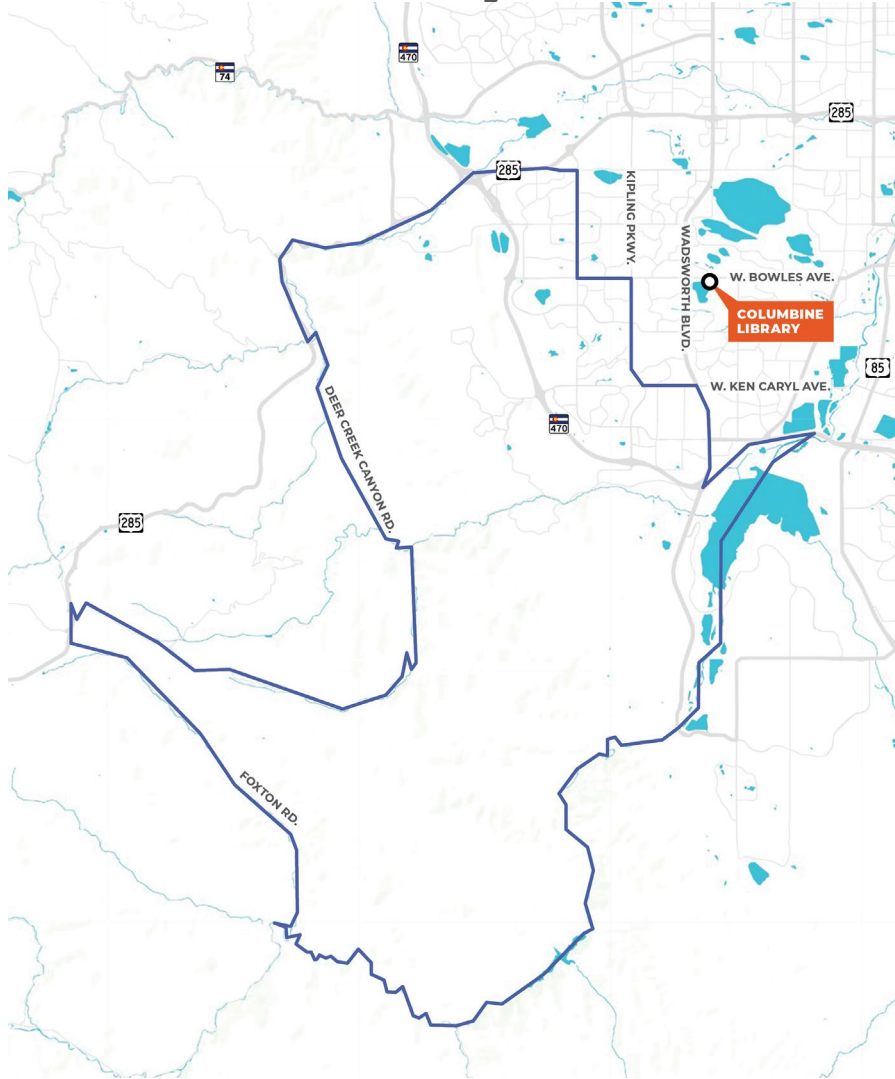 470
74
285
285
KIPLING PKWY.
WADSWORTH BLVD.
W. BOWLES AVE.
COLUMBINE
LIBRARY
85
W. KEN CARYL AVE.
DEER CREEK CANYON RD.
470
285
FOXTON RD.